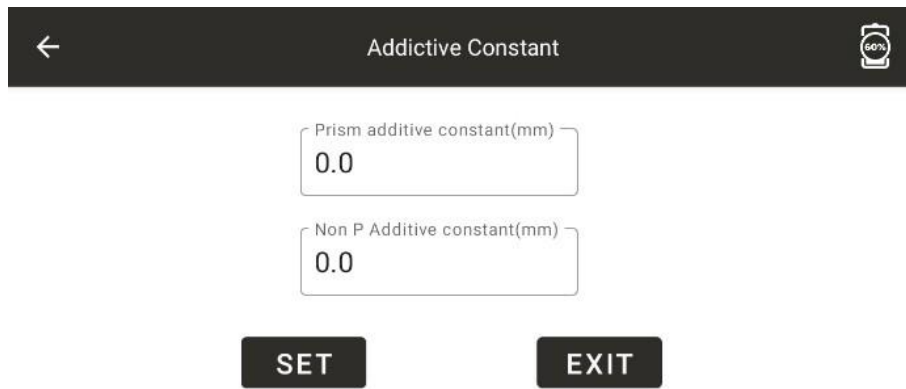 Addictive Constant
60%
Prism additive constant(mm)
0.0
Non P Additive constant(mm)
0.0
SET EXIT